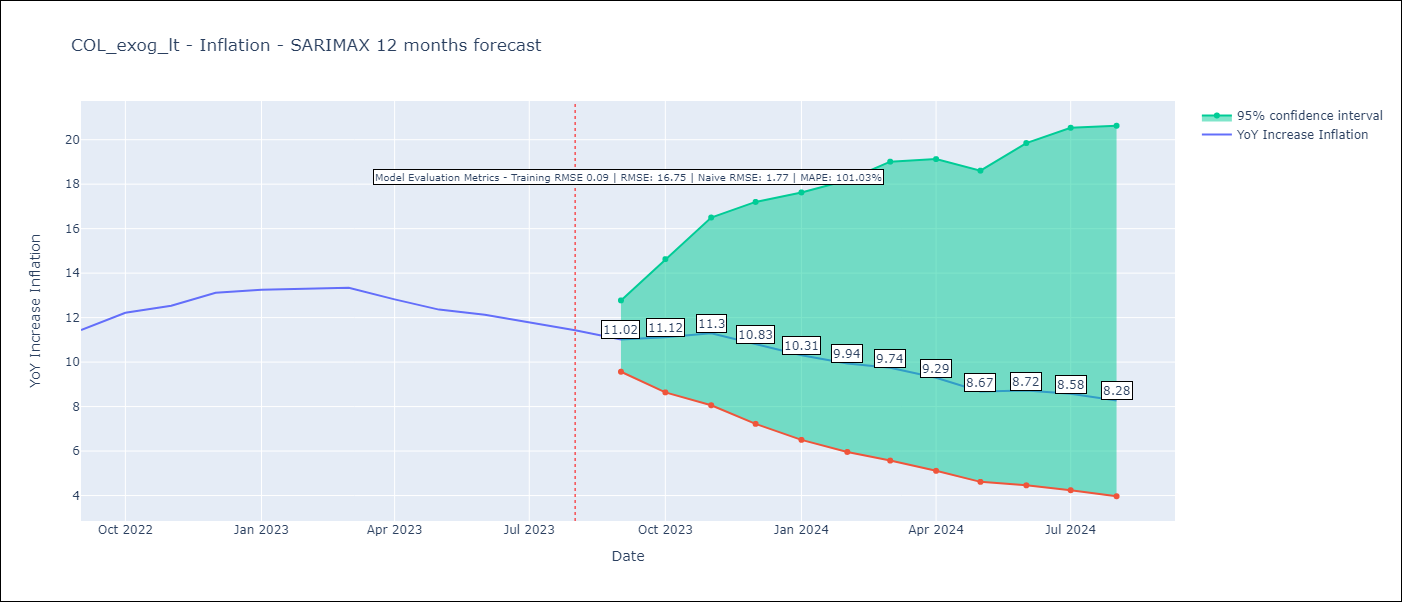 COL_exog_lt - Inflation - SARIMAX 12 months forecast
95% confidence interval
YoY Increase Inflation
Model Evaluation Metrics - Training RMSE 0.09 | RMSE: 16.75 | Naive RMSE: 1.77 | MAPE: 101.03%
YoY Increase Inflation
20
18
16
14
12
10
8
6
4
11.02
11.12
11.3
10.83
10.31
9.94
9.74
9.29
8.67
8.72
8.58
8.28
Oct 2022
Jan 2023
Apr 2023
Jul 2023
Oct 2023
Jan 2024
Apr 2024
Jul 2024
Date